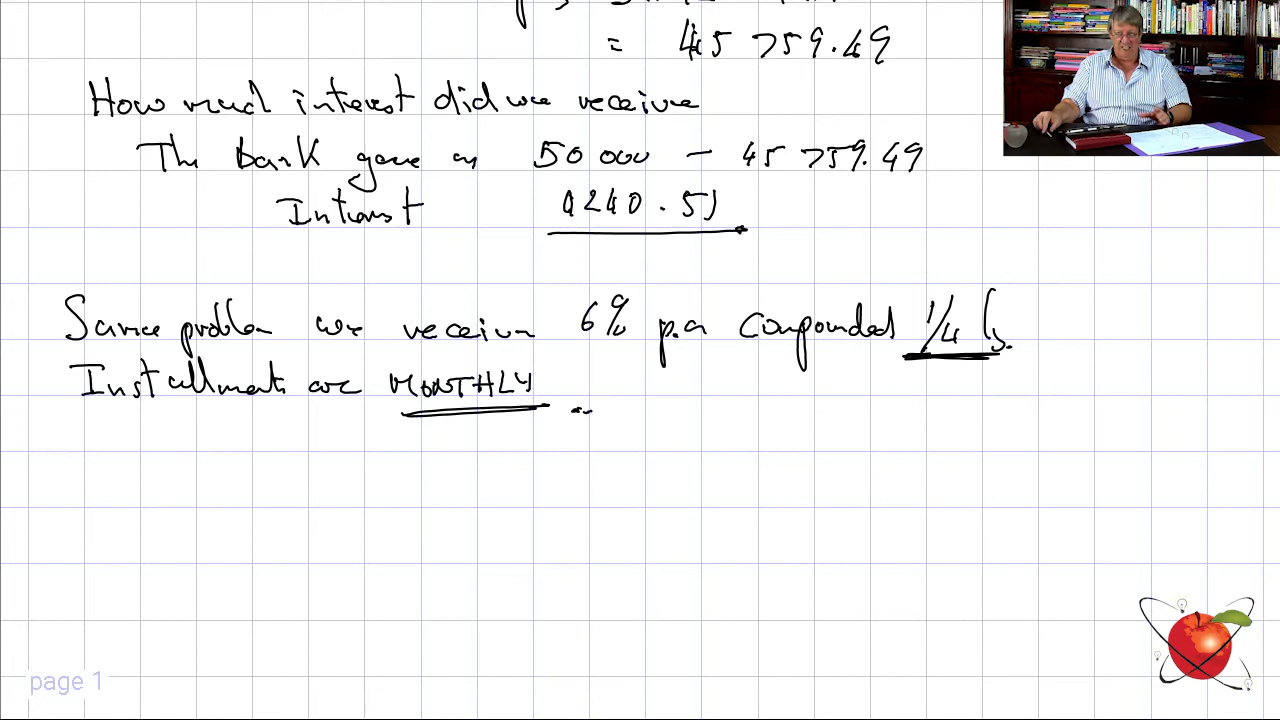 = 45 759.49
How much interest did we receive
The bank gave us 50 000 - 45 759.49
Interest 4240.51
Same problem we receive 6% p.a compounded 1/4 ly.
Installments are MONTHLY
page 1